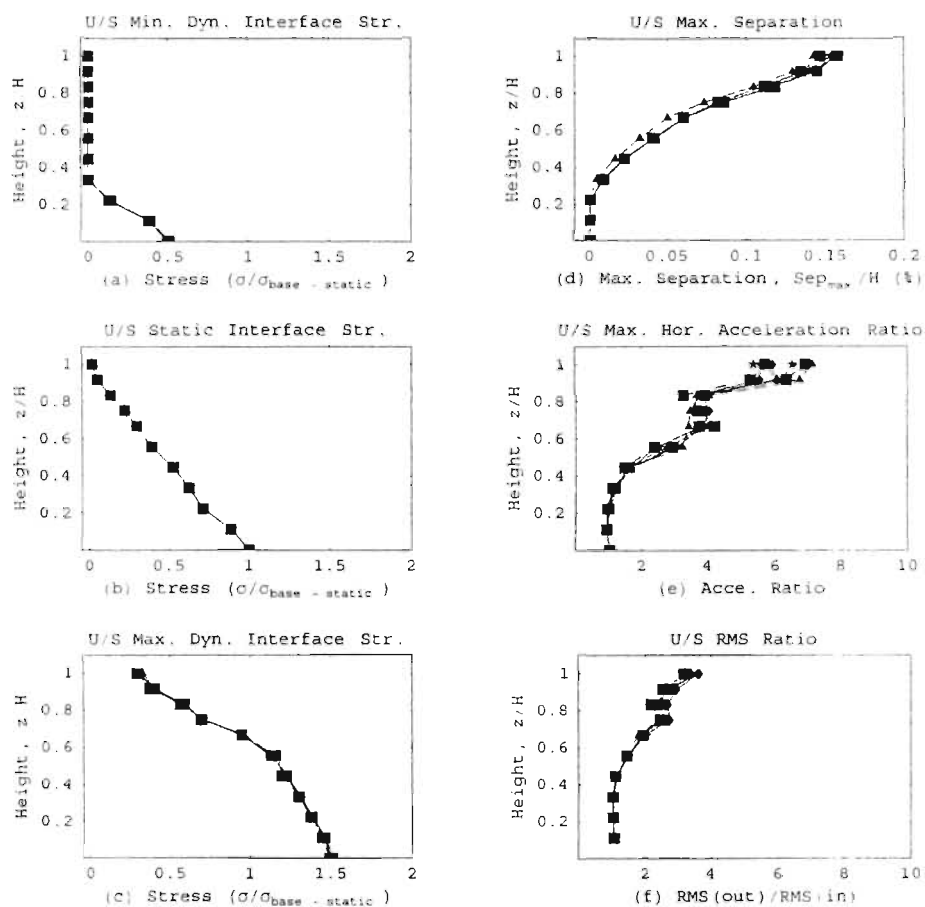 U/S Min. Dyn. Interface Str.
1
0.8
0.6
0.4
0.2
Height, z H
0 0.5 1 1.5 2
(a) Stress (σ/σbase - static )
U/S Static Interface Str.
1
0.8
0.6
0.4
0.2
Height, z/H
0 0.5 1 1.5 2
(b) Stress (σ/σbase - static )
U/S Max. Dyn. Interface Str.
1
0.8
0.6
0.4
0.2
Height, z H
0 0.5 1 1.5 2
(c) Stress (σ/σbase - static )
U/S Max. Separation
1
0.8
0.6
0.4
0.2
Height, z/H
0 0.05 0.1 0.15 0.2
(d) Max. Separation, Sepmax /H (%)
U/S Max. Hor. Acceleration Ratio
1
0.8
0.6
0.4
0.2
Height, z/H
2 4 6 8 10
(e) Acce. Ratio
U/S RMS Ratio
1
0.8
0.6
0.4
0.2
Height, z/H
2 4 6 8 10
(f) RMS(out)/RMS(in)